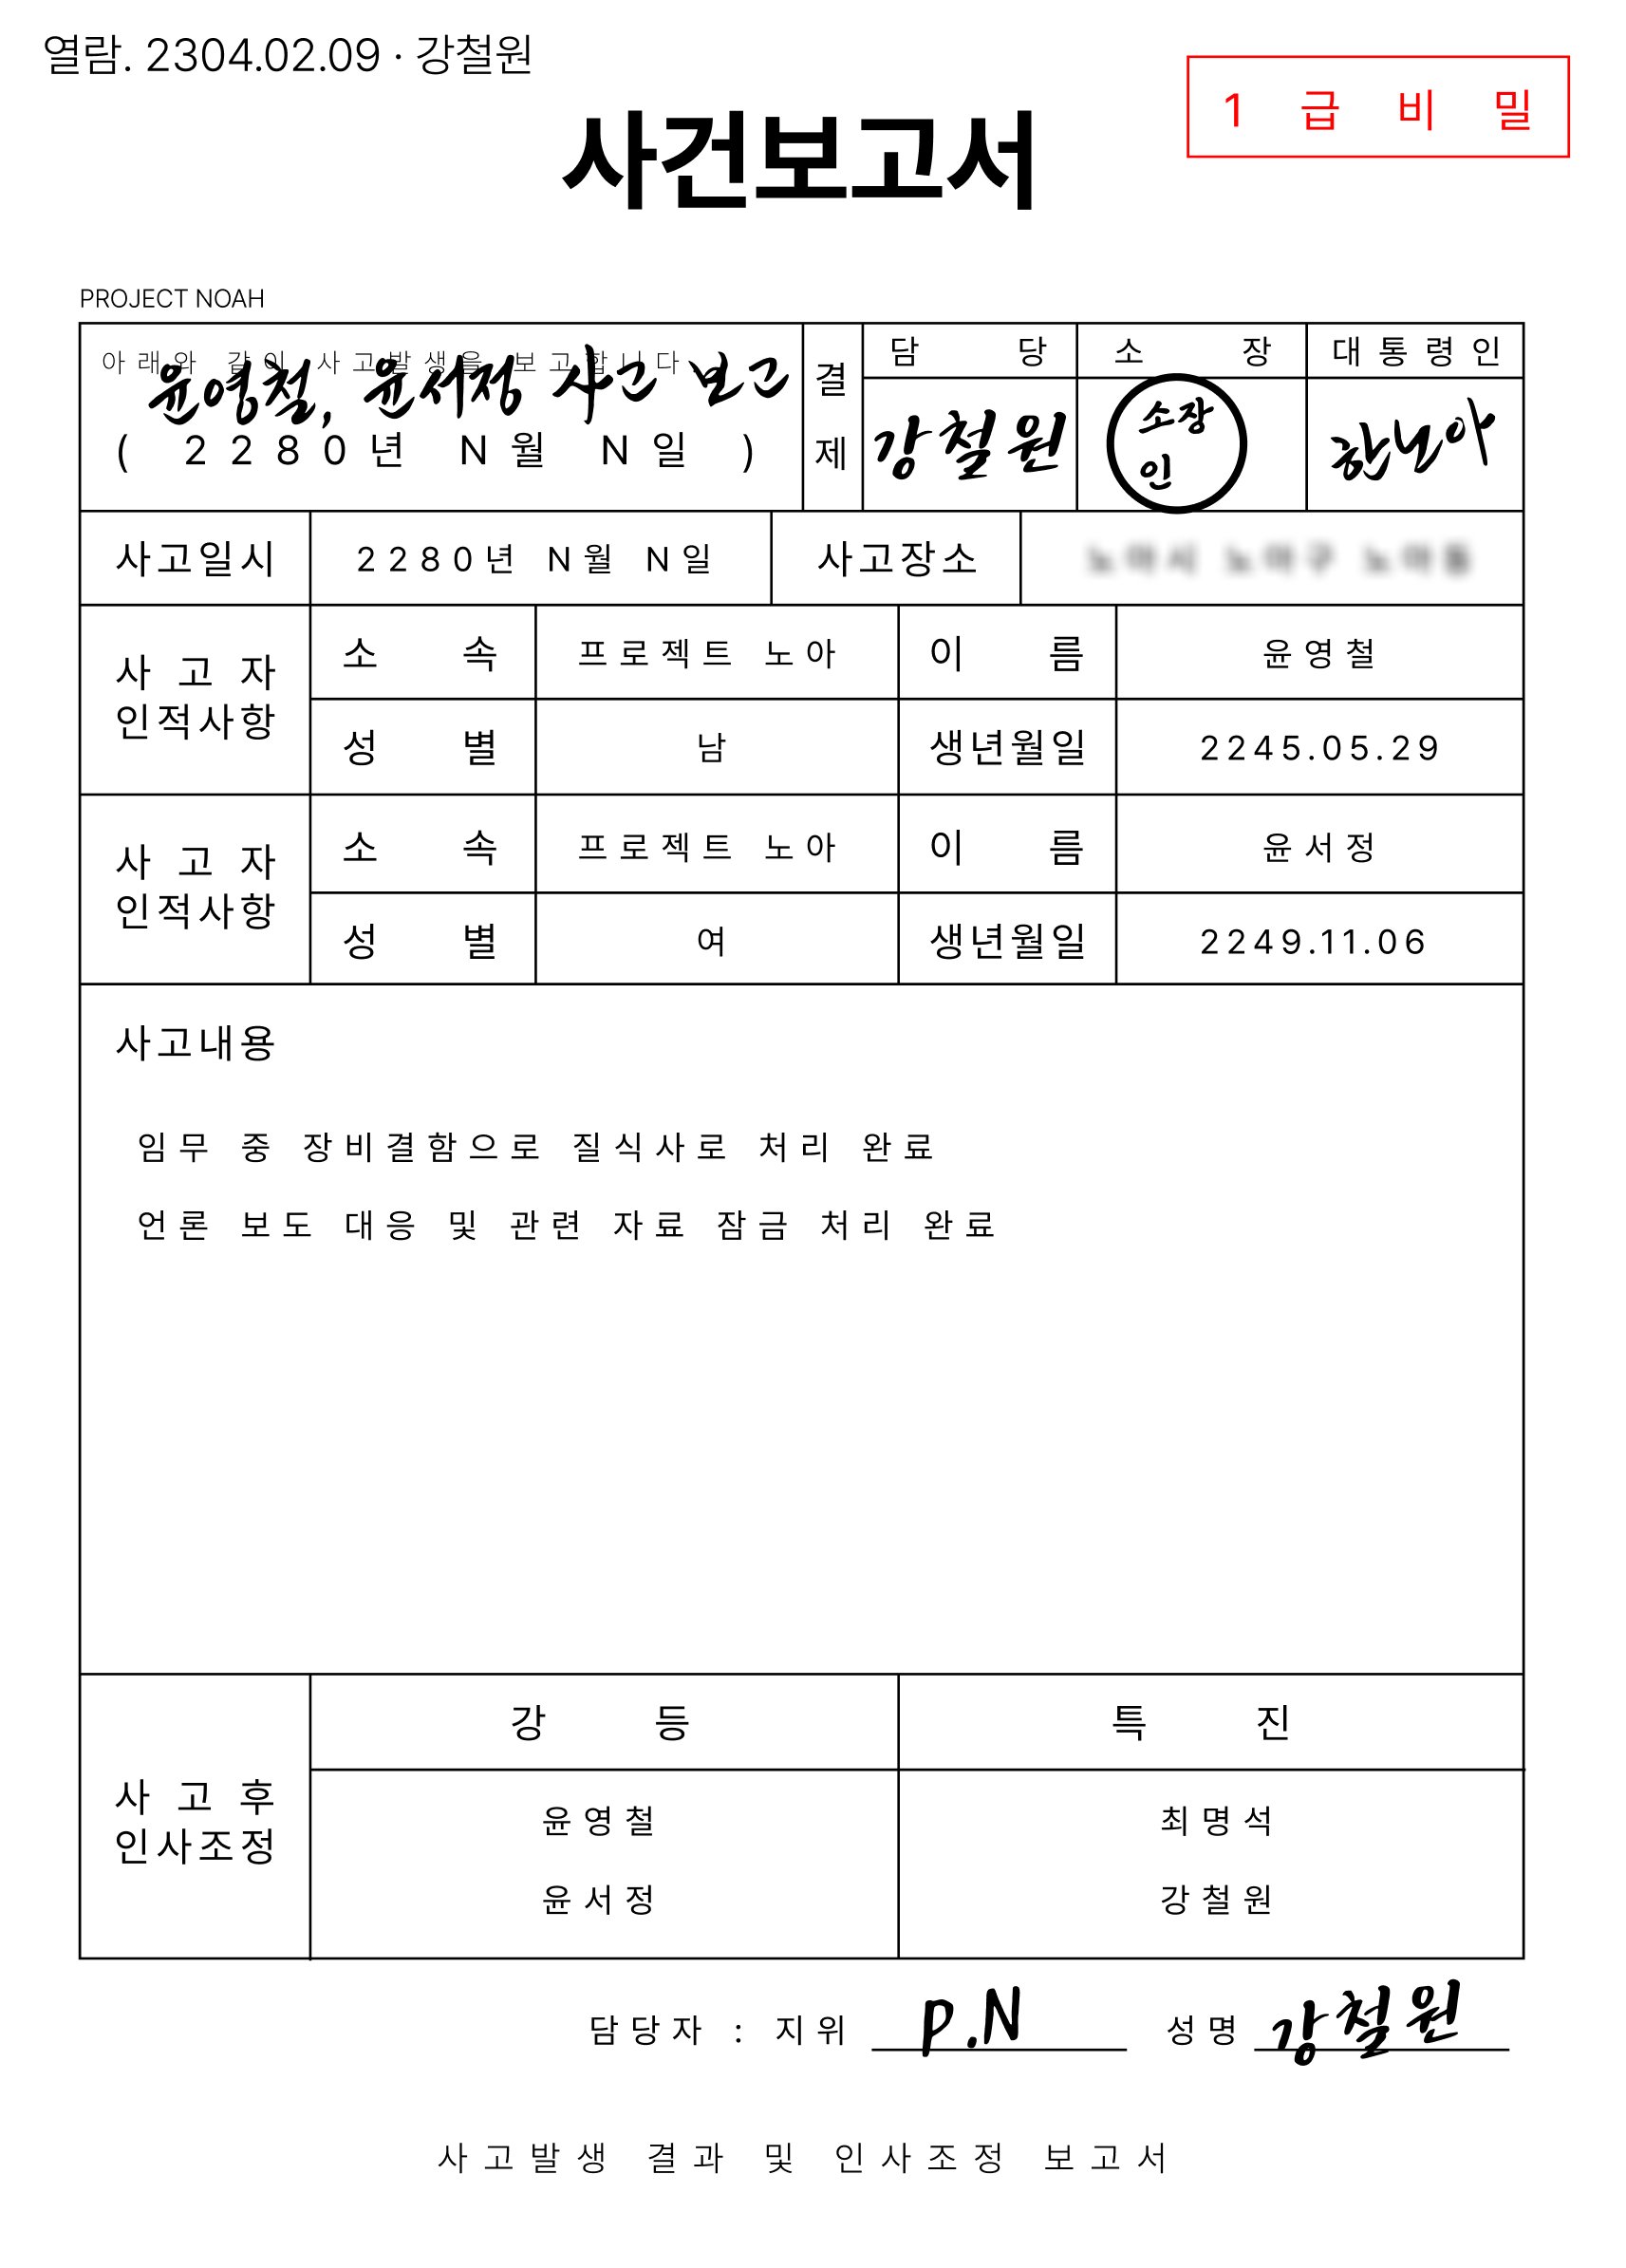 열람. 2304.02.09 · 강철원
1 급 비 밀
사건보고서
PROJECT NOAH
아래와 같이 사고발생을 보고합니다.
윤영철, 윤서정 사고 보고
( 2280년 N월 N일 )
결제
담당
소장
대통령인
강철원
소장인
한노아
사고일시
2280년 N월 N일
사고장소
노아시 노아구 노아동
사고자 인적사항
소속
프로젝트 노아
이름
윤영철
성별
남
생년월일
2245.05.29
사고자 인적사항
소속
프로젝트 노아
이름
윤서정
성별
여
생년월일
2249.11.06
사고내용
임무 중 장비결함으로 질식사로 처리 완료
언론 보도 대응 및 관련 자료 잠금 처리 완료
사고후 인사조정
강등
특진
윤영철
최명석
윤서정
강철원
담당자 : 지위 P.N 성명 강철원
사고발생 결과 및 인사조정 보고서